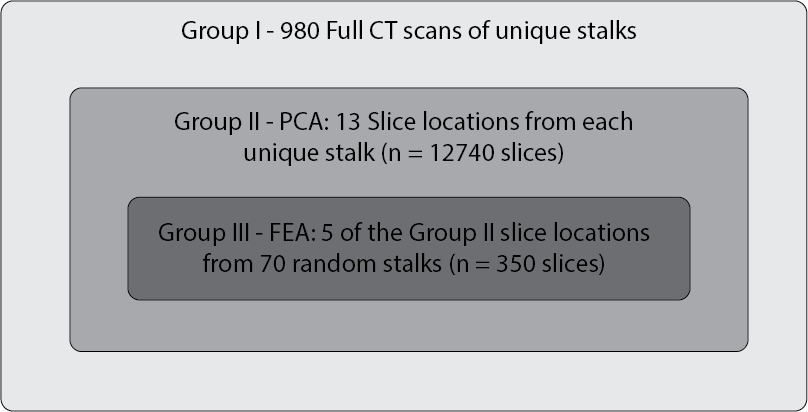 Group I - 980 Full CT scans of unique stalks
Group II - PCA: 13 Slice locations from each
unique stalk (n = 12740 slices)
Group III - FEA: 5 of the Group II slice locations
from 70 random stalks (n = 350 slices)